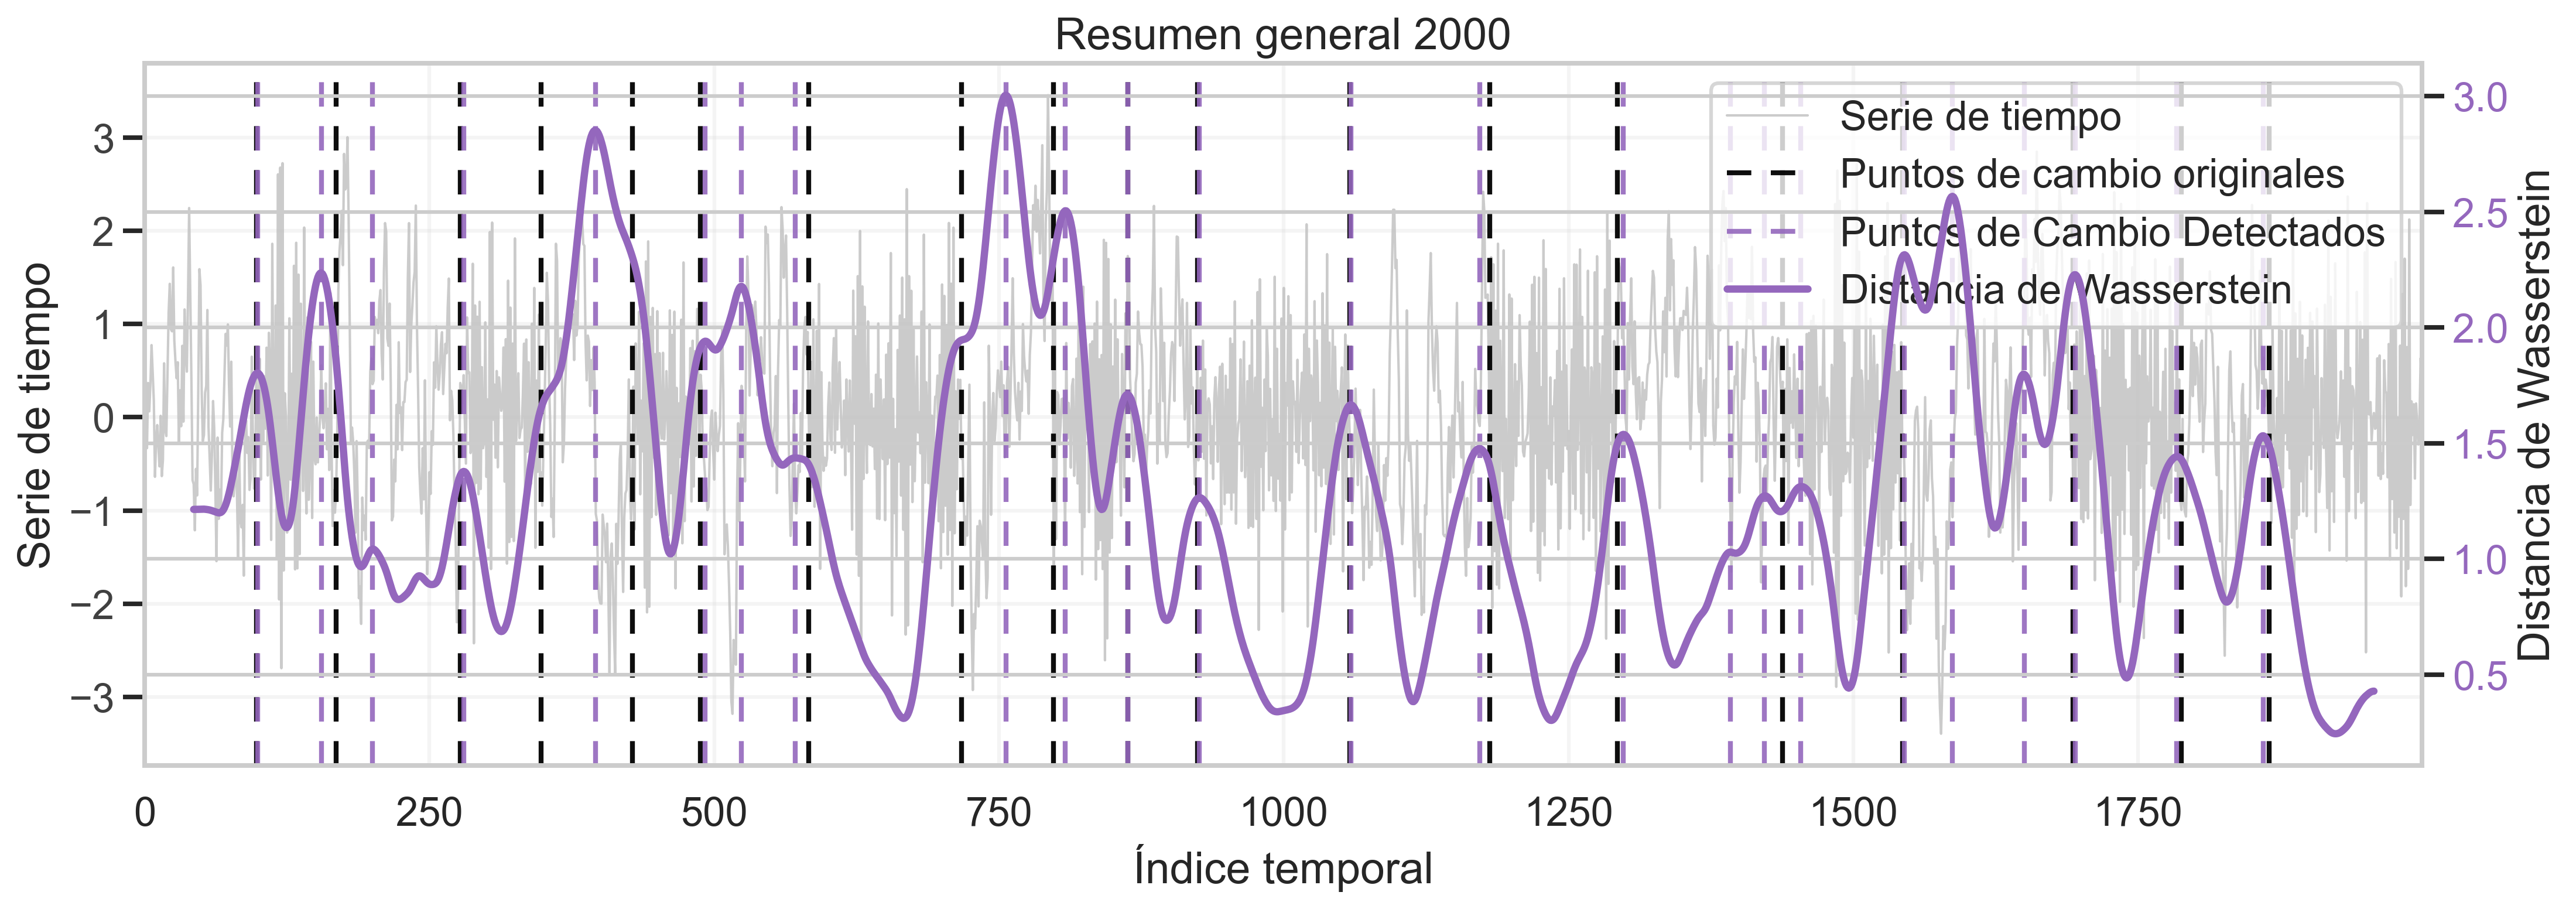 Resumen general 2000
Serie de tiempo
3
2
1
0
−1
−2
−3
Serie de tiempo
Puntos de cambio originales
Puntos de Cambio Detectados
Distancia de Wasserstein
3.0
2.5
2.0
1.5
1.0
0.5
Distancia de Wasserstein
0 250 500 750 1000 1250 1500 1750
Índice temporal